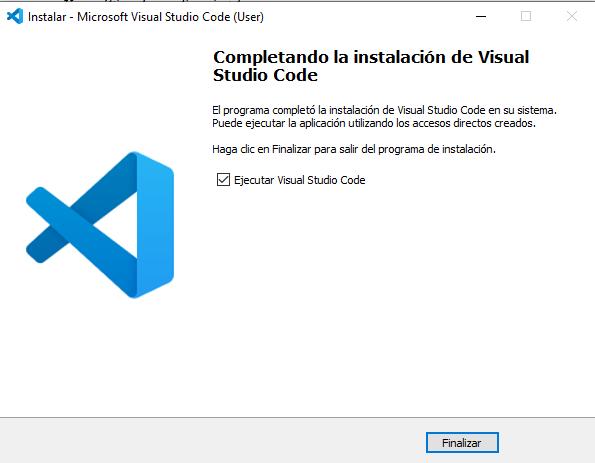 Instalar - Microsoft Visual Studio Code (User)
Completando la instalación de Visual
Studio Code
El programa completó la instalación de Visual Studio Code en su sistema.
Puede ejecutar la aplicación utilizando los accesos directos creados.
Haga clic en Finalizar para salir del programa de instalación.
Ejecutar Visual Studio Code
Finalizar